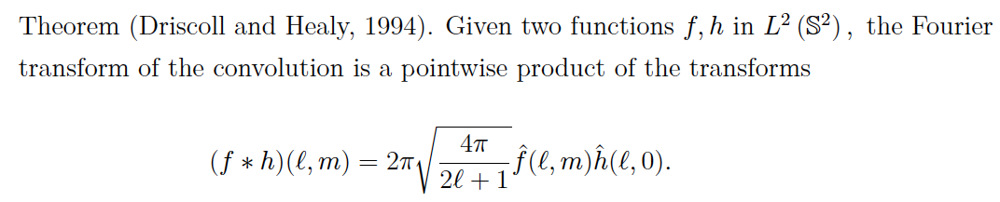 Theorem (Driscoll and Healy, 1994). Given two functions $f, h$ in $L^2(\mathbb{S}^2)$, the Fourier
transform of the convolution is a pointwise product of the transforms
$(f * h)(\ell, m) = 2\pi \sqrt{\frac{4\pi}{2\ell + 1}} \hat{f}(\ell, m)\hat{h}(\ell, 0).$